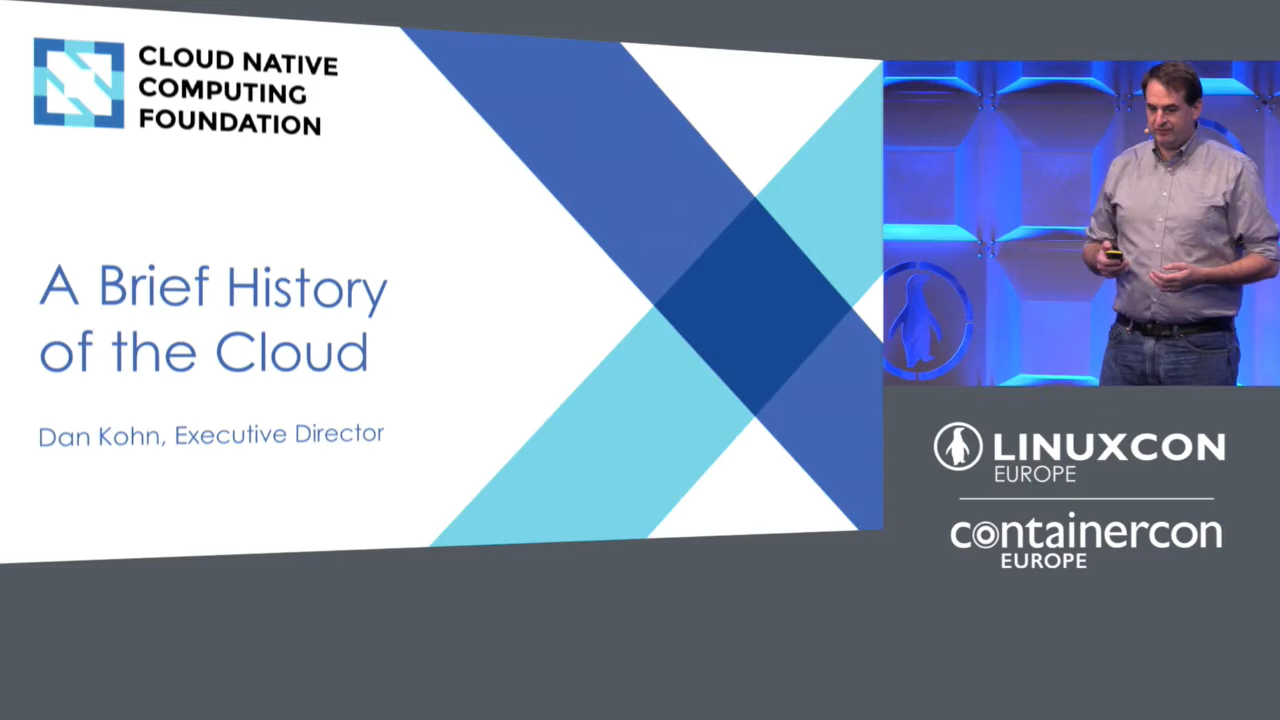 CLOUD NATIVE
COMPUTING
FOUNDATION
A Brief History
of the Cloud
Dan Kohn, Executive Director
LINUXCON
EUROPE
containercon
EUROPE